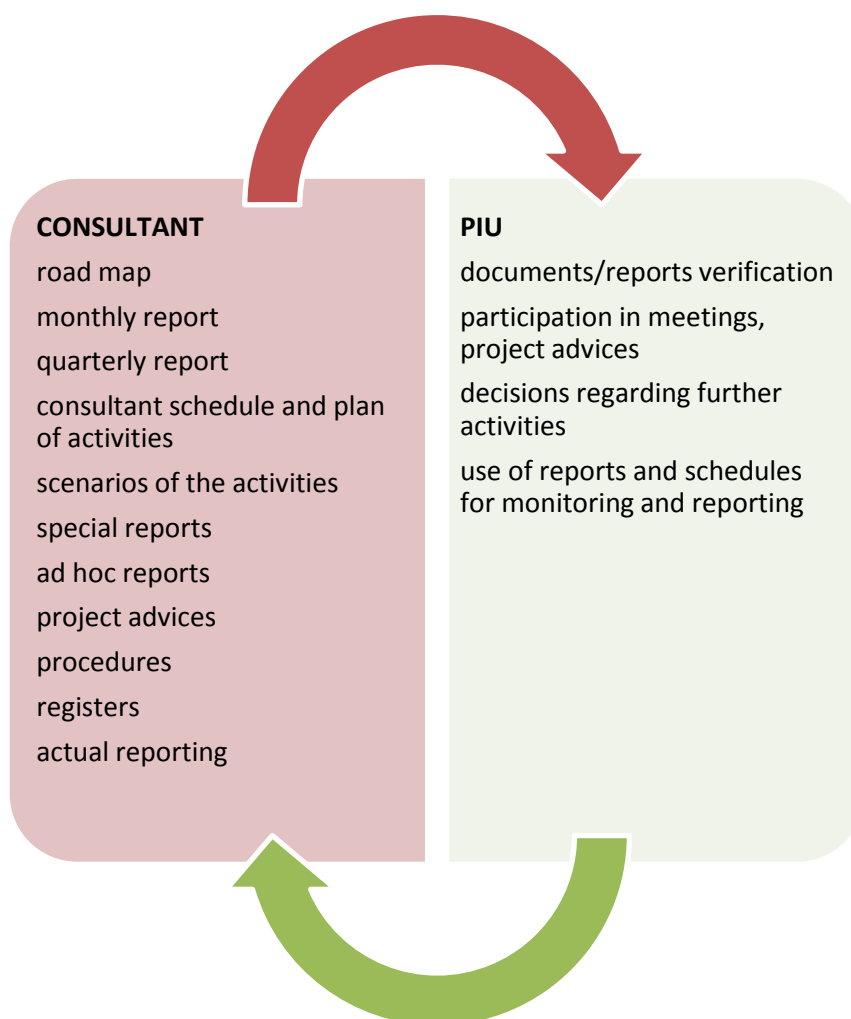 CONSULTANT
road map
monthly report
quarterly report
consultant schedule and plan
of activities
scenarios of the activities
special reports
ad hoc reports
project advices
procedures
registers
actual reporting
PIU
documents/reports verification
participation in meetings,
project advices
decisions regarding further
activities
use of reports and schedules
for monitoring and reporting